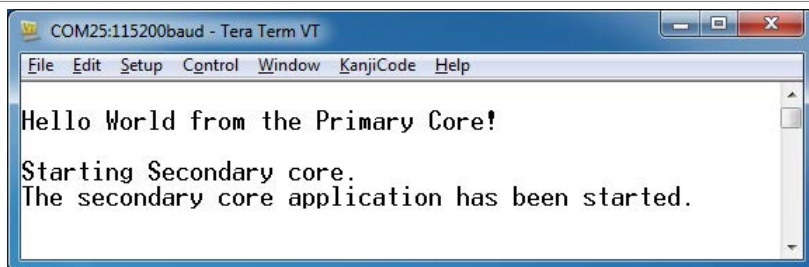 COM25:115200baud - Tera Term VT
File Edit Setup Control Window KanjiCode Help
Hello World from the Primary Core!
Starting Secondary core.
The secondary core application has been started.